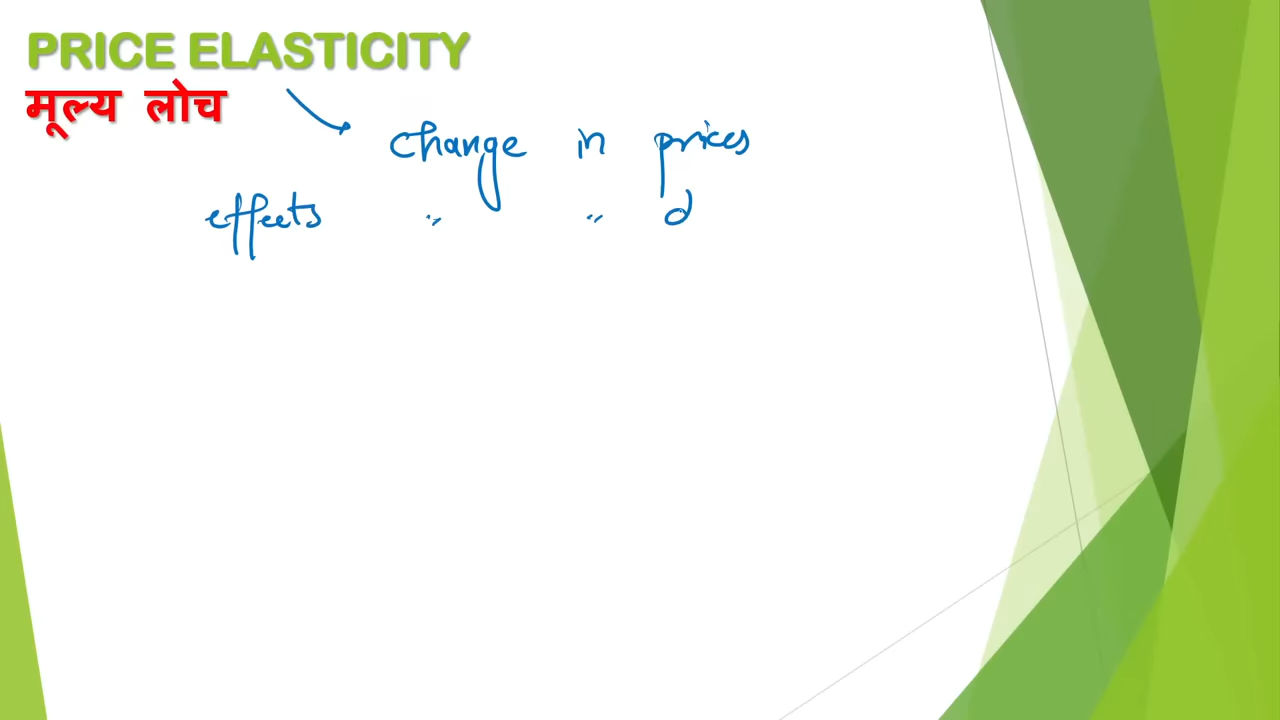 PRICE ELASTICITY
मूल्य लोच
change in prices
effects " " d